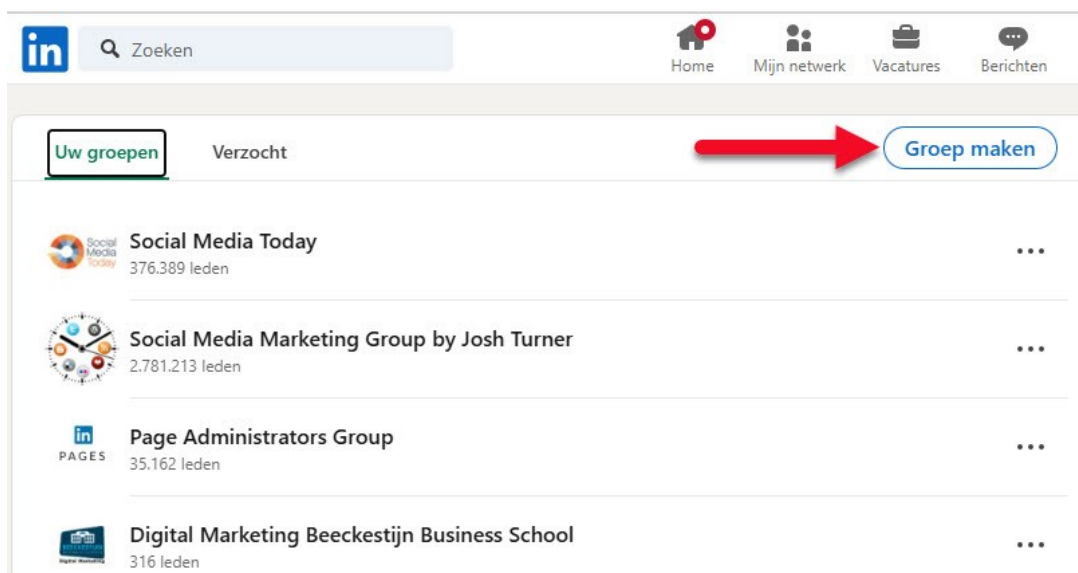 in
Zoeken
Home
Mijn netwerk
Vacatures
Berichten
Uw groepen
Verzocht
Groep maken
Social
Media
Today
Social Media Today
376.389 leden
Social Media Marketing Group by Josh Turner
2.781.213 leden
in
PAGES
Page Administrators Group
35.162 leden
Digital Marketing
Digital Marketing Beeckestijn Business School
316 leden